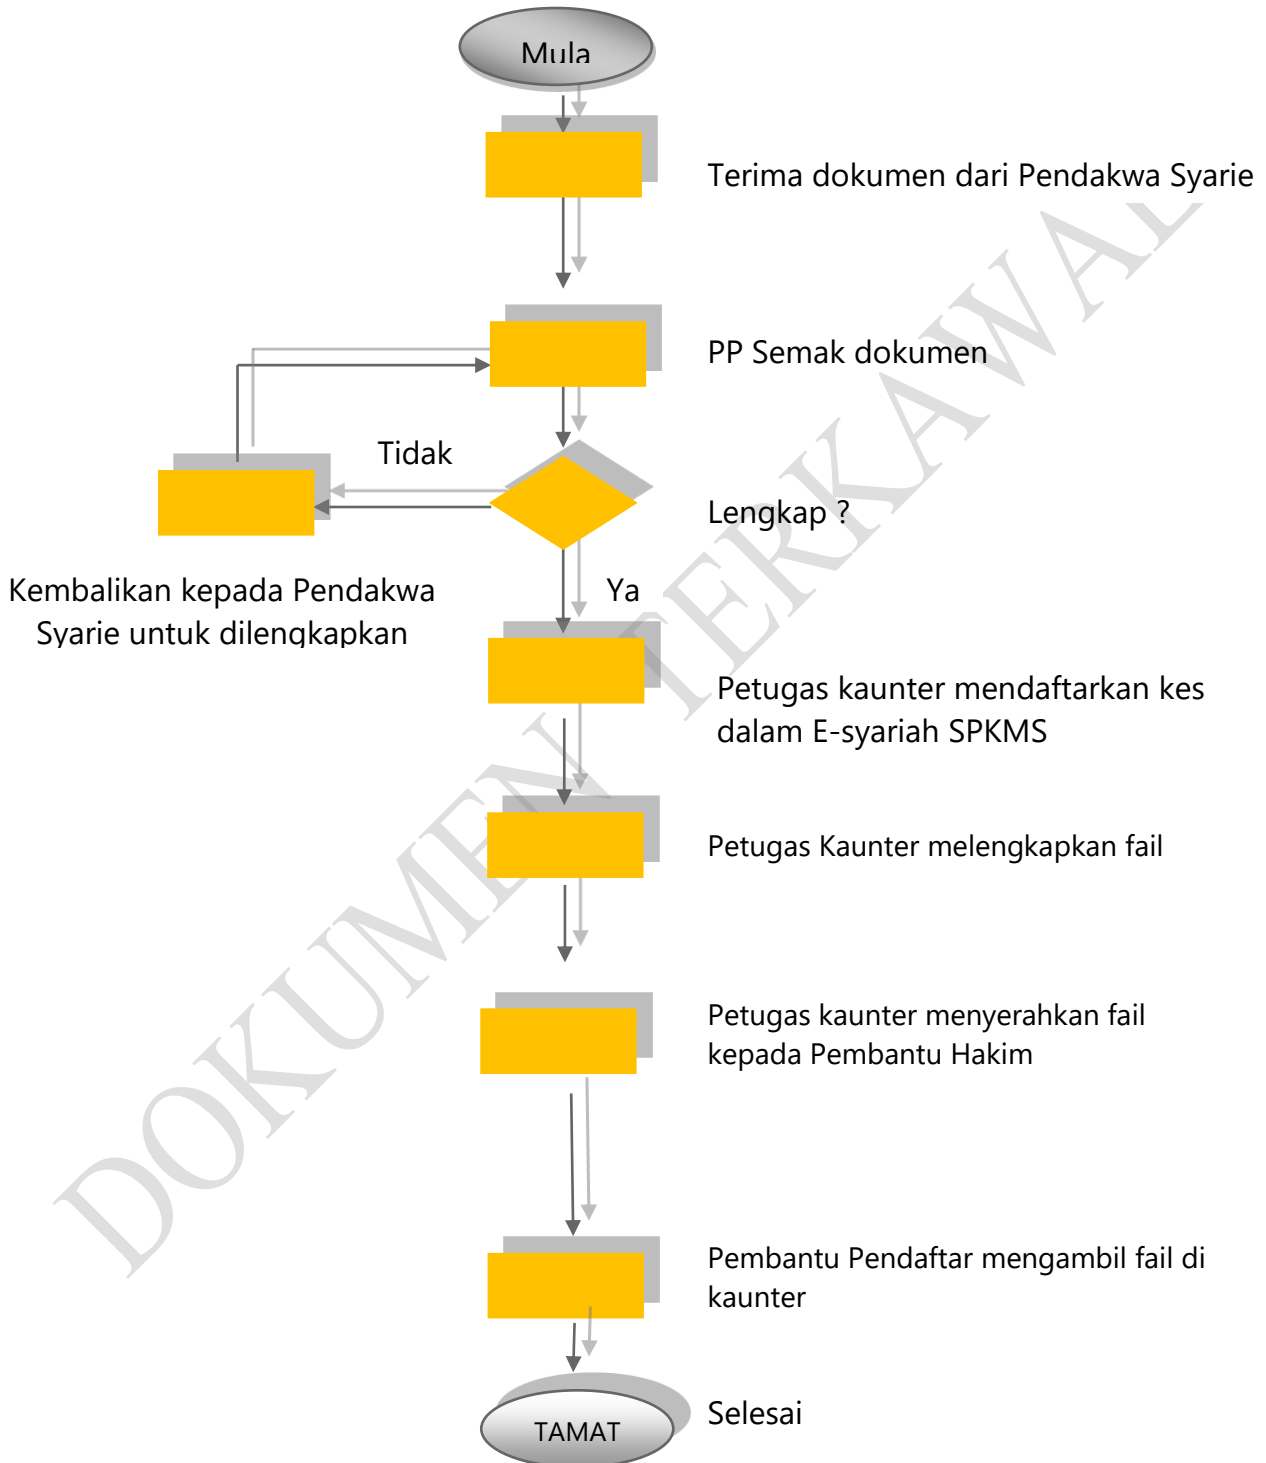 Mula
Terima dokumen dari Pendakwa Syarie
PP Semak dokumen
Tidak
Lengkap ?
Kembalikan kepada Pendakwa
Syarie untuk dilengkapkan
Ya
Petugas kaunter mendaftarkan kes
dalam E-syariah SPKMS
Petugas Kaunter melengkapkan fail
Petugas kaunter menyerahkan fail
kepada Pembantu Hakim
Pembantu Pendaftar mengambil fail di
kaunter
Selesai
TAMAT
DOKUMEN TERKAWAL